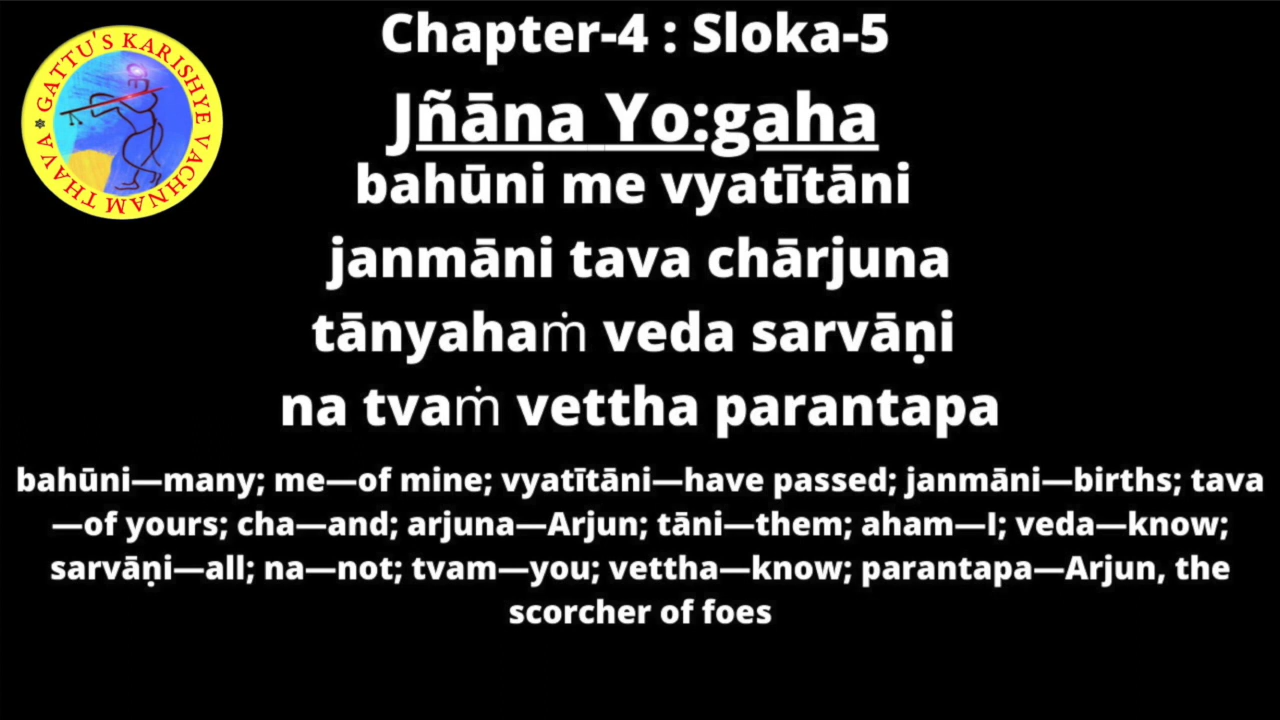 GATTU'S KARISHYE VACHNAM THAVA
Chapter-4 : Sloka-5
Jñāna Yo:gaha
bahūni me vyatītāni
janmāni tava chārjuna
tānyahaṁ veda sarvāṇi
na tvaṁ vettha parantapa
bahūni—many; me—of mine; vyatītāni—have passed; janmāni—births; tava
—of yours; cha—and; arjuna—Arjun; tāni—them; aham—I; veda—know;
sarvāṇi—all; na—not; tvam—you; vettha—know; parantapa—Arjun, the
scorcher of foes